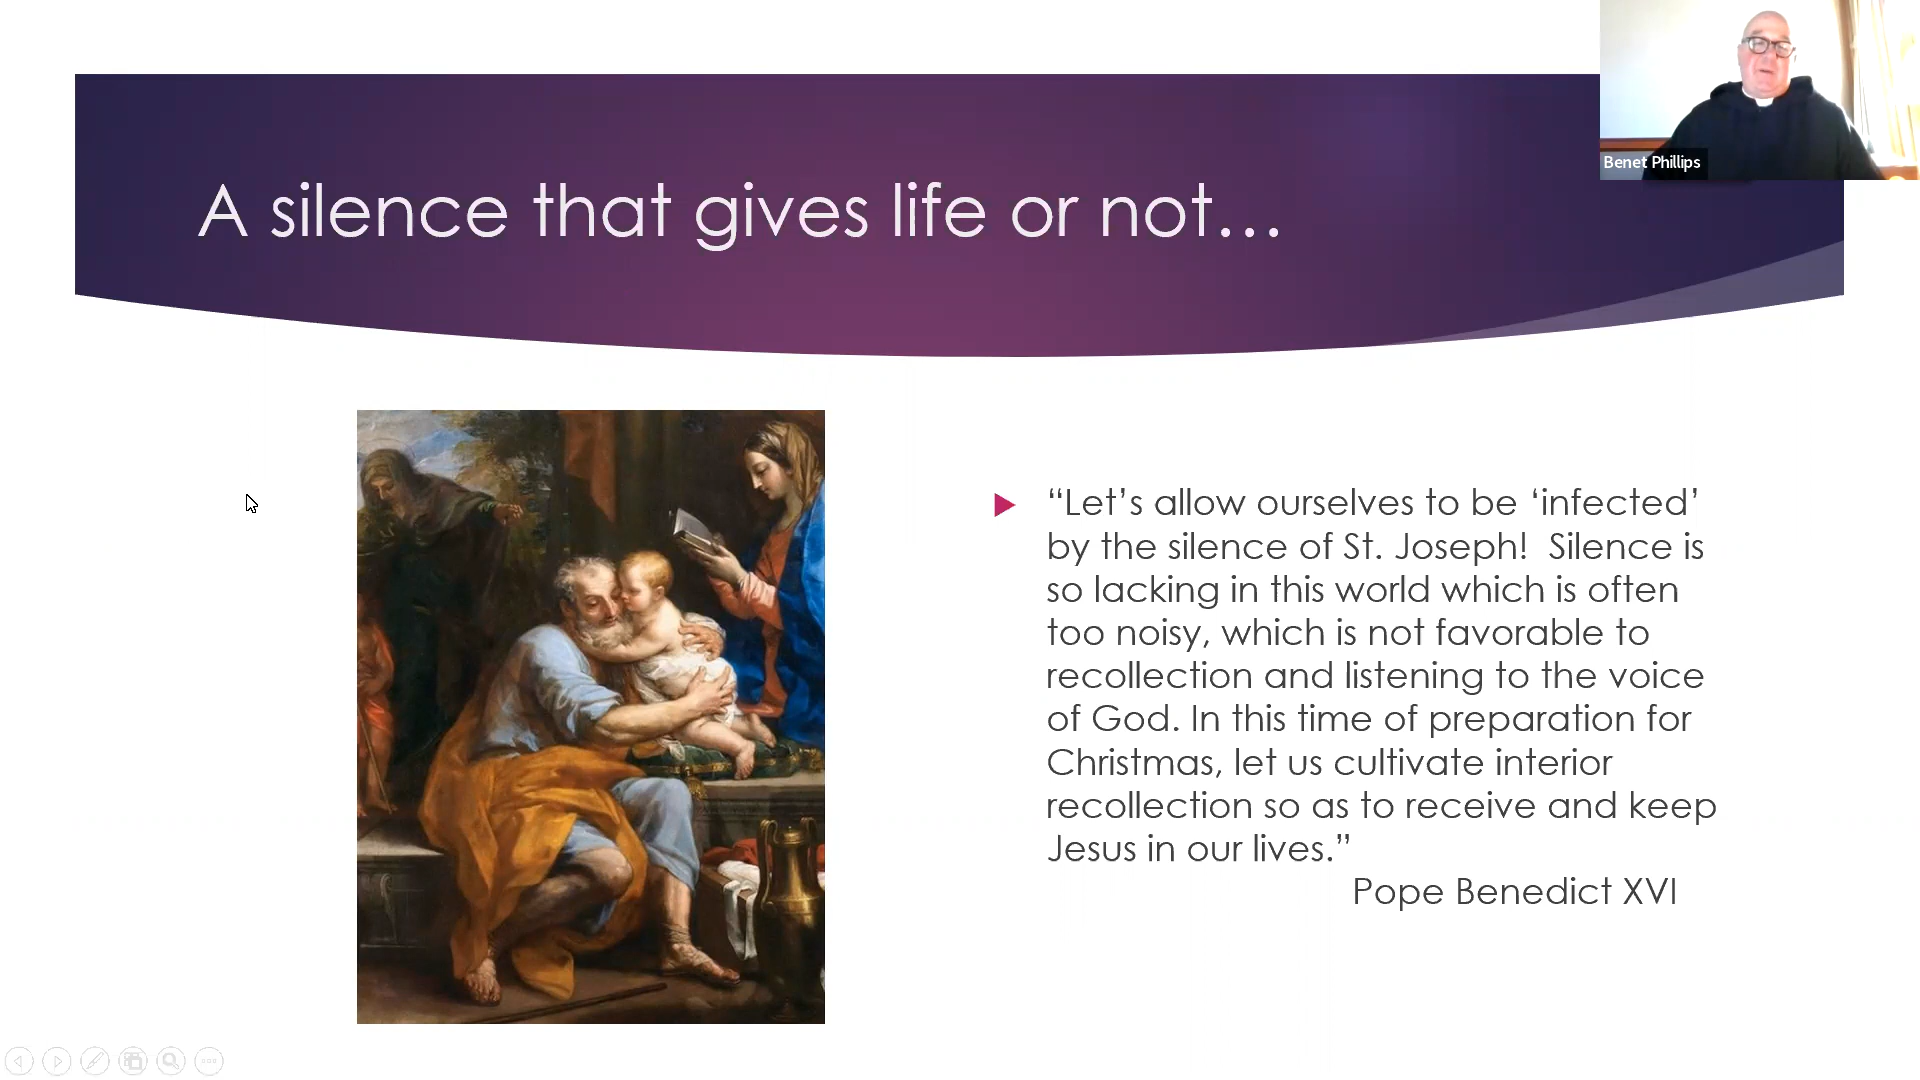 Benet Phillips
A silence that gives life or not...
“Let’s allow ourselves to be ‘infected’
by the silence of St. Joseph!  Silence is
so lacking in this world which is often
too noisy, which is not favorable to
recollection and listening to the voice
of God. In this time of preparation for
Christmas, let us cultivate interior
recollection so as to receive and keep
Jesus in our lives.”
Pope Benedict XVI